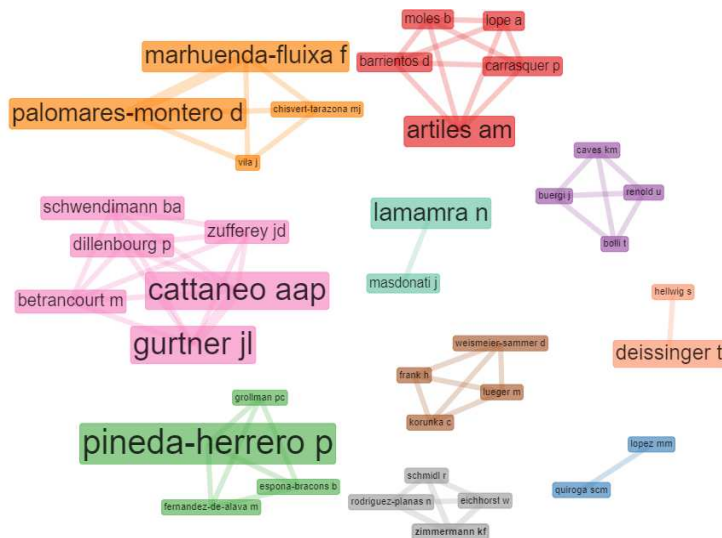 moles b
lope a
marhuenda-fluixa f
barrientos d
carrasquer p
palomares-montero d
chisvert-tarazona mj
artiles am
vila j
caves km
buergi j
renold u
schwendimann ba
lamamra n
zufferey jd
dillenbourg p
bolli t
cattaneo aap
masdonati j
betrancourt m
hellwig s
gurtner jl
weismeier-sammer d
deissinger t
frank h
lueger m
grollman pc
korunka c
pineda-herrero p
lopez mm
schmidl r
espona-bracons b
quiroga scm
rodriguez-planas n
eichhorst w
fernandez-de-alava m
zimmermann kf